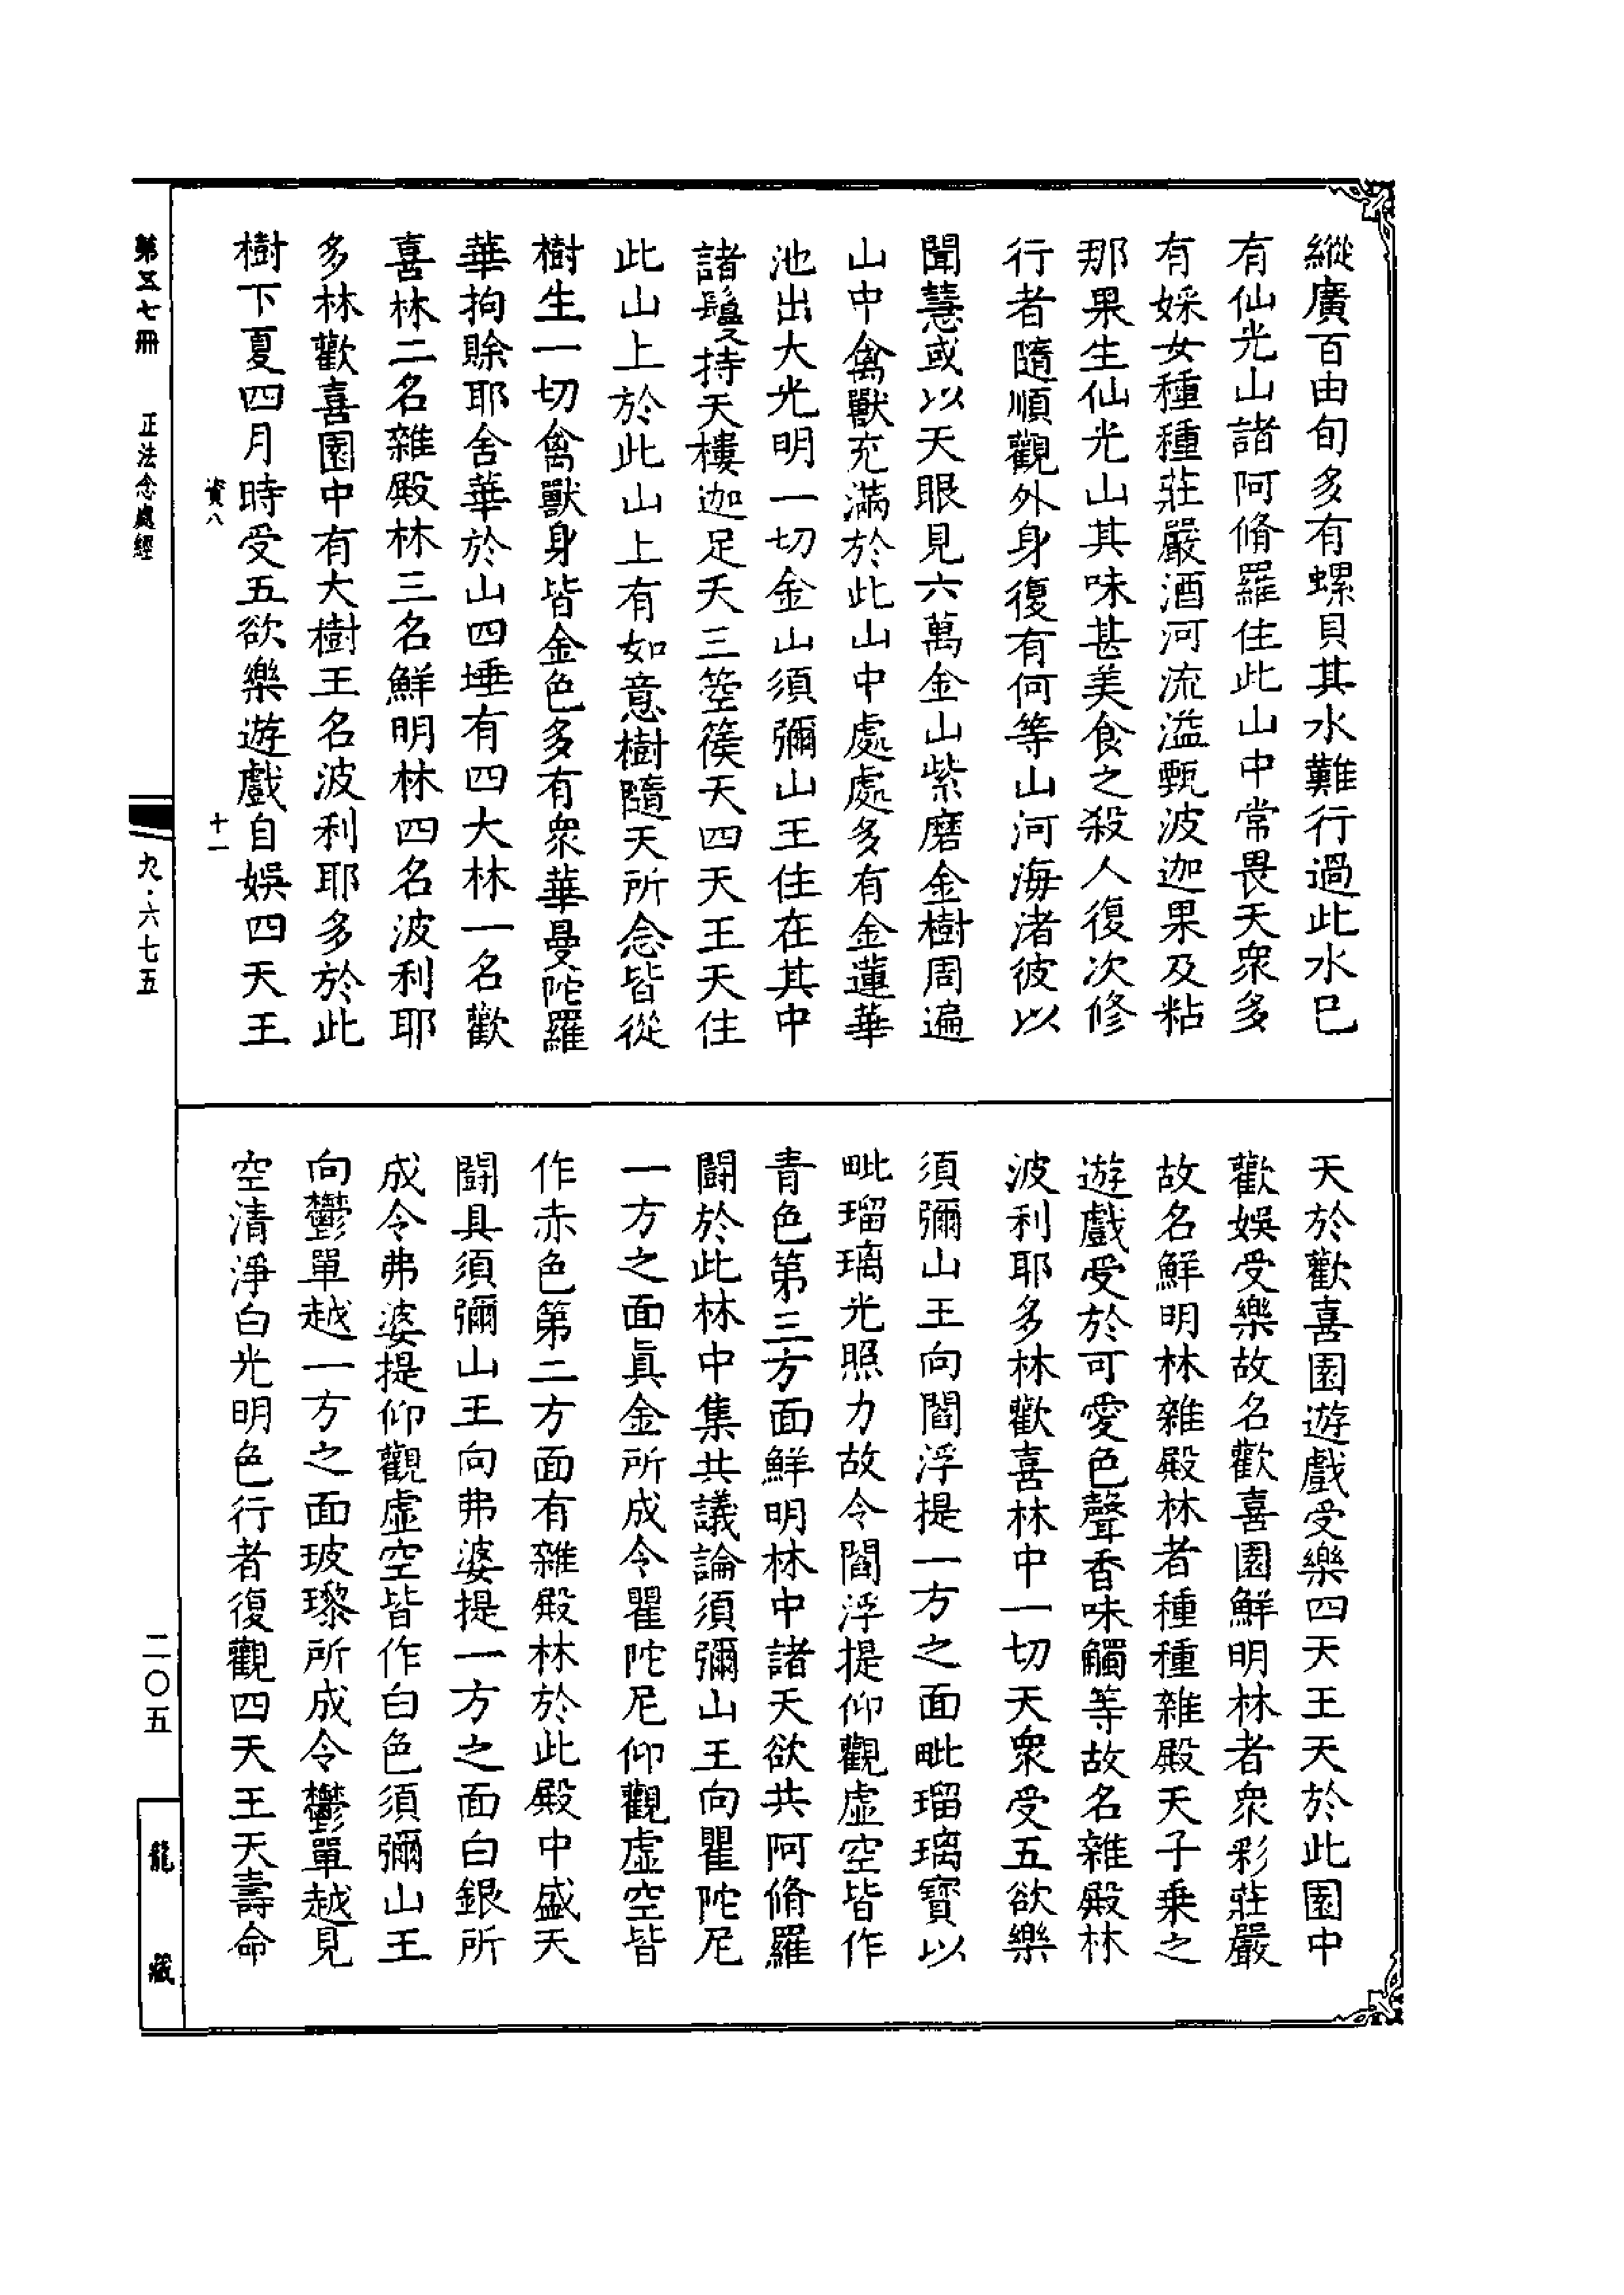 縱廣百由旬多有螺貝其水難行過此水已
有仙光山諸阿脩羅住此山中常畏天衆多
有婇女種種莊嚴酒河流溢甄波迦果及粘
那果生仙光山其味甚美食之殺人復次修
行者隨順觀外身復有何等山河海渚彼以
聞慧或以天眼見六萬金山紫磨金樹周遍
山中禽獸充滿於此山中處處多有金蓮華
池出大光明一切金山須彌山王住在其中
諸鬘持天樓迦足天三箜篌天四天王天住
此山上於此山上有如意樹隨天所念皆從
樹生一切禽獸身皆金色多有衆華曼陀羅
華拘賖耶舍華於山四埵有四大林一名歡
喜林二名雜殿林三名鮮明林四名波利耶
多林歡喜園中有大樹王名波利耶多於此
樹下夏四月時受五欲樂遊戲自娛四天王
資八
十一
天於歡喜園遊戲受樂四天王天於此園中
歡娛受樂故名歡喜園鮮明林者衆彩莊嚴
故名鮮明林雜殿林者種種雜殿天子乗之
遊戲受於可愛色聲香味觸等故名雜殿林
波利耶多林歡喜林中一切天衆受五欲樂
須彌山王向閻浮提一方之面毗瑠璃寳以
毗瑠璃光照力故令閻浮提仰觀虛空皆作
青色第三方面鮮明林中諸天欲共阿脩羅
鬪於此林中集共議論須彌山王向瞿陀尼
一方之面眞金所成令瞿陀尼仰觀虛空皆
作赤色第二方面有雜殿林於此殿中盛天
鬪具須彌山王向弗婆提一方之面白銀所
成令弗婆提仰觀虛空皆作白色須彌山王
向鬱單越一方之面玻瓈所成令鬱單越見
空清淨白光明色行者復觀四天王天壽命
第五七冊
正法念處經
九·六七五
二〇五
龍藏